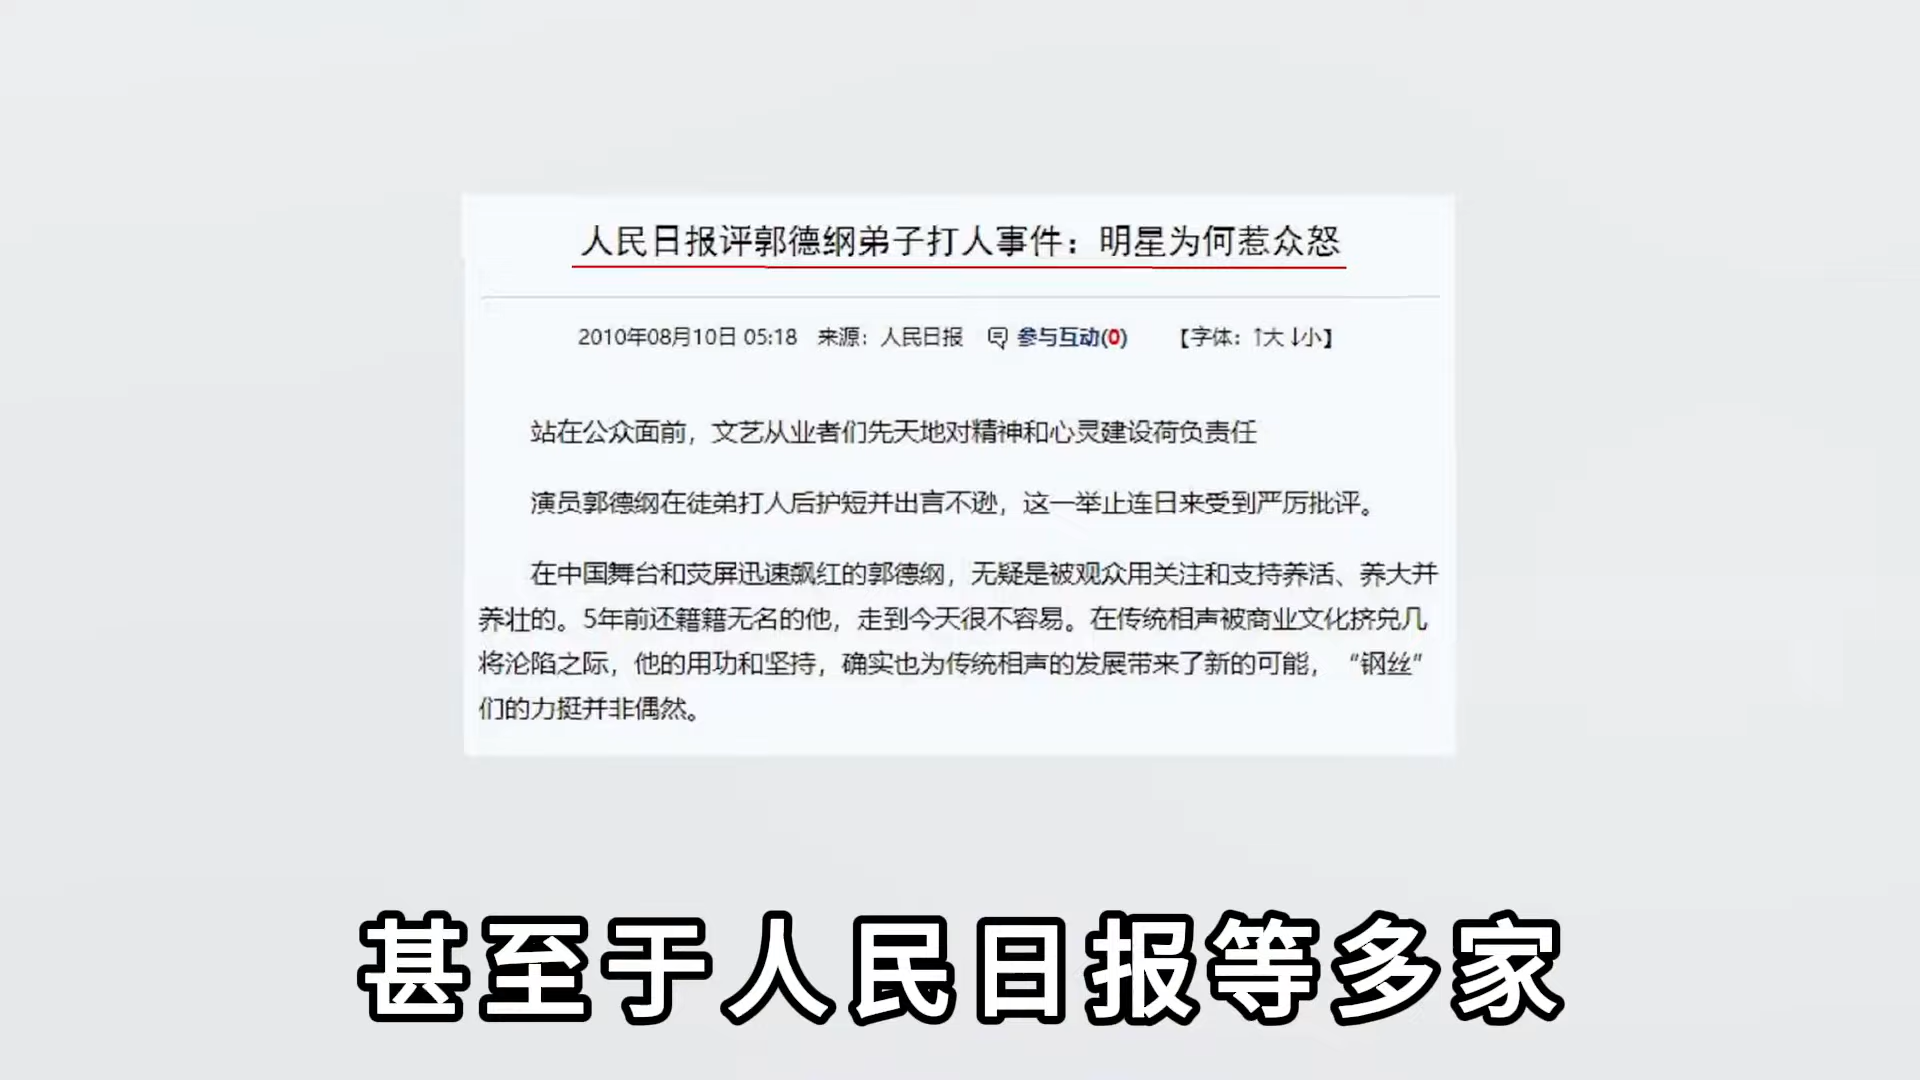 人民日报评郭德纲弟子打人事件：明星为何惹众怒
2010年08月10日 05:18 来源：人民日报 参与互动(0) 【字体：↑大 ↓小】
站在公众面前，文艺从业者们先天地对精神和心灵建设荷负责任
演员郭德纲在徒弟打人后护短并出言不逊，这一举止连日来受到严厉批评。
在中国舞台和荧屏迅速飙红的郭德纲，无疑是被观众用关注和支持养活、养大并
养壮的。5年前还籍籍无名的他，走到今天很不容易。在传统相声被商业文化挤兑几
将沦陷之际，他的用功和坚持，确实也为传统相声的发展带来了新的可能，“钢丝”
们的力挺并非偶然。
甚至于人民日报等多家